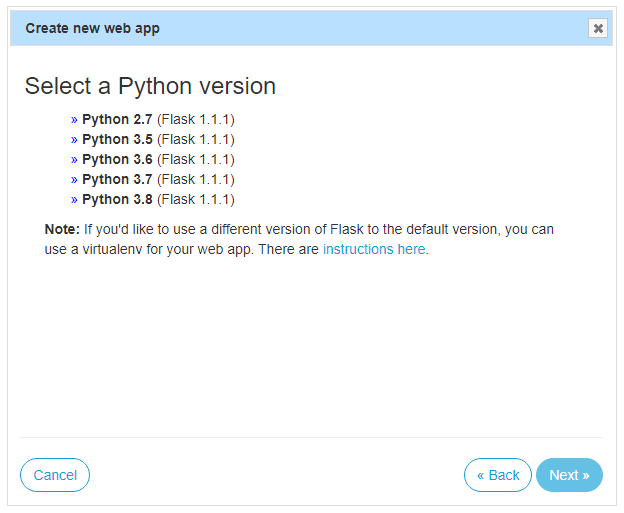 Create new web app
Select a Python version
» Python 2.7 (Flask 1.1.1)
» Python 3.5 (Flask 1.1.1)
» Python 3.6 (Flask 1.1.1)
» Python 3.7 (Flask 1.1.1)
» Python 3.8 (Flask 1.1.1)
Note: If you'd like to use a different version of Flask to the default version, you can
use a virtualenv for your web app. There are instructions here.
Cancel
« Back
Next »